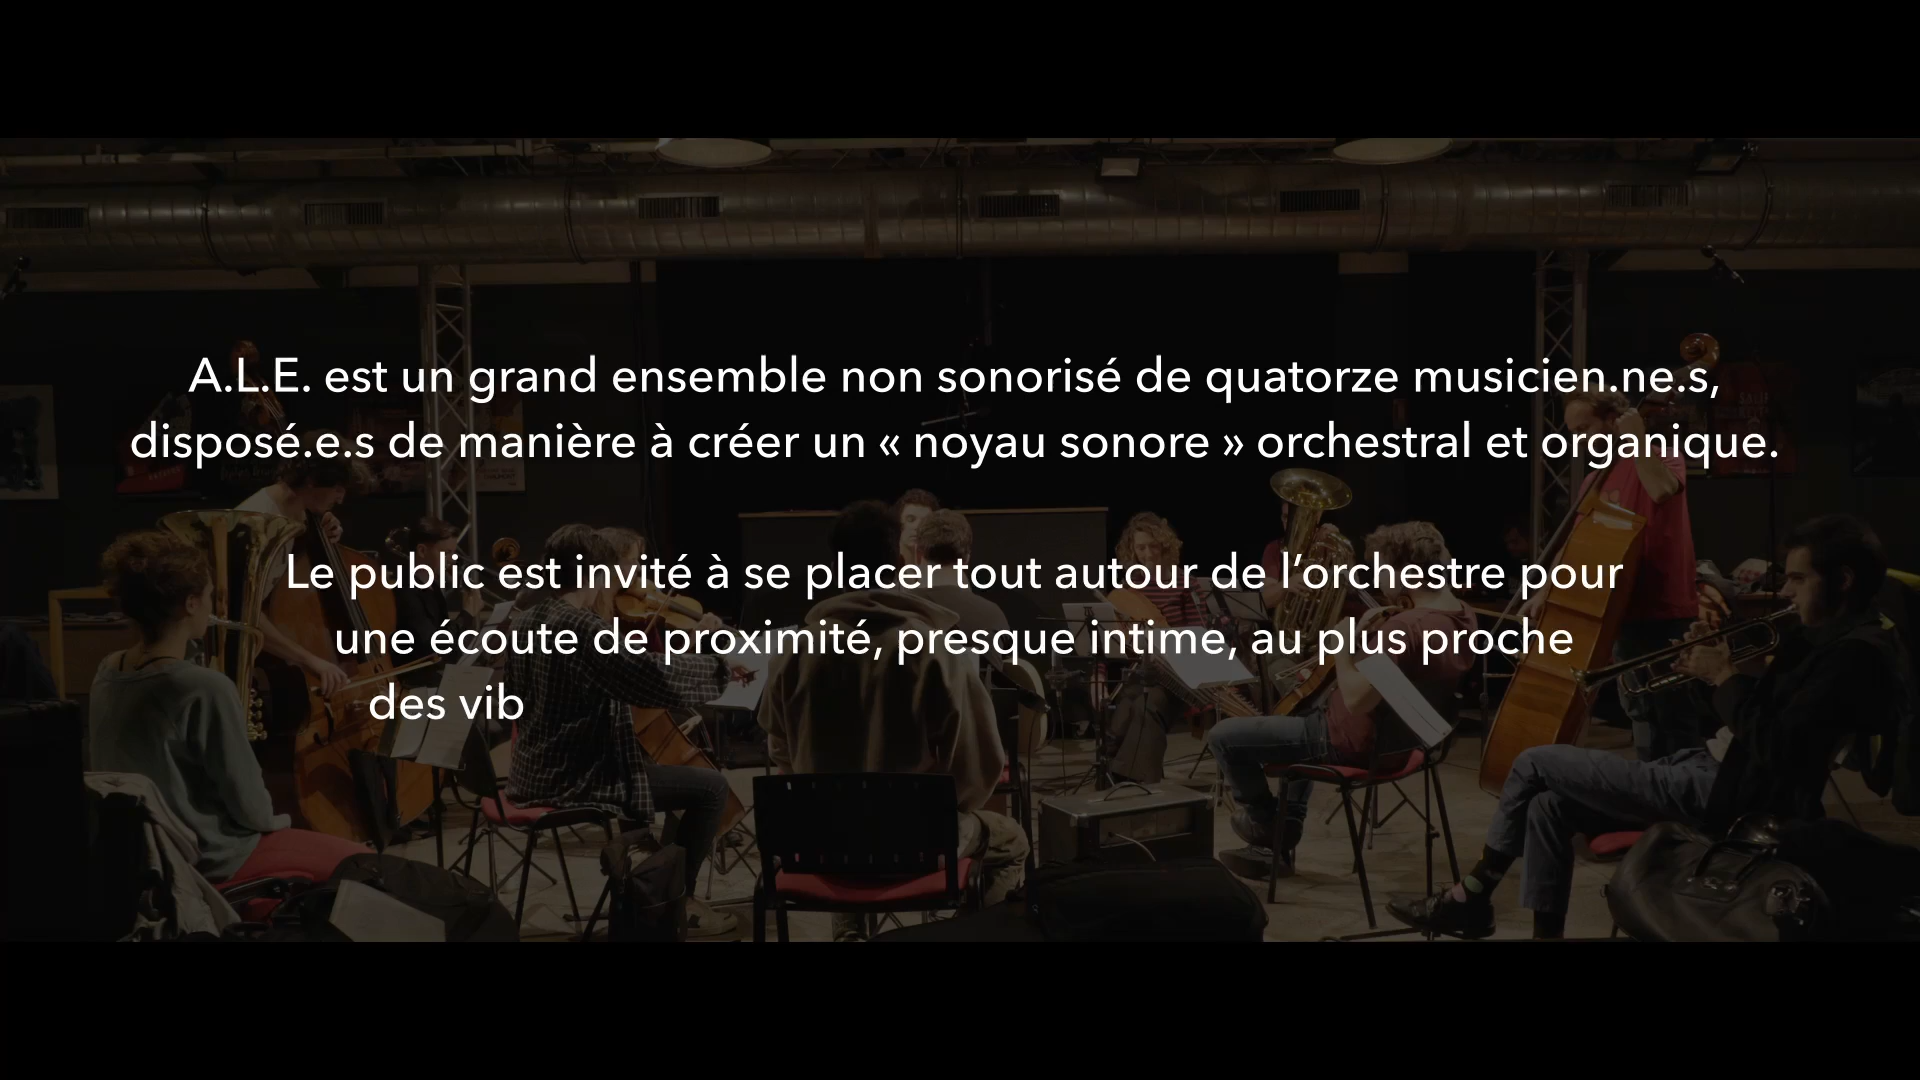 A.L.E. est un grand ensemble non sonorisé de quatorze musicien.ne.s,
disposé.e.s de manière à créer un « noyau sonore » orchestral et organique.
Le public est invité à se placer tout autour de l’orchestre pour
une écoute de proximité, presque intime, au plus proche
des vib